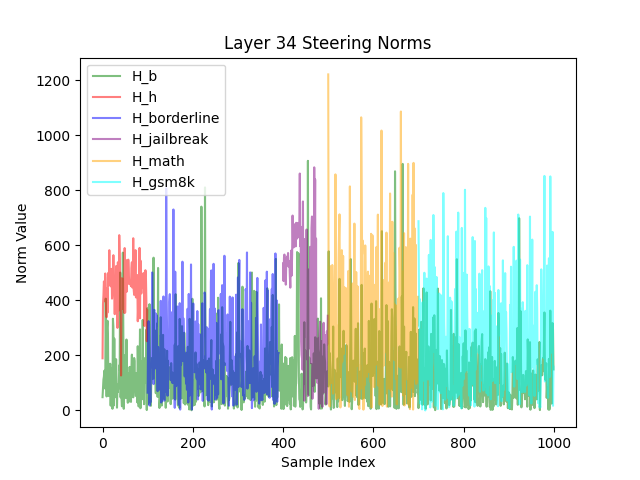 Layer 34 Steering Norms
Norm Value
1200
1000
800
600
400
200
0
H_b
H_h
H_borderline
H_jailbreak
H_math
H_gsm8k
0 200 400 600 800 1000
Sample Index